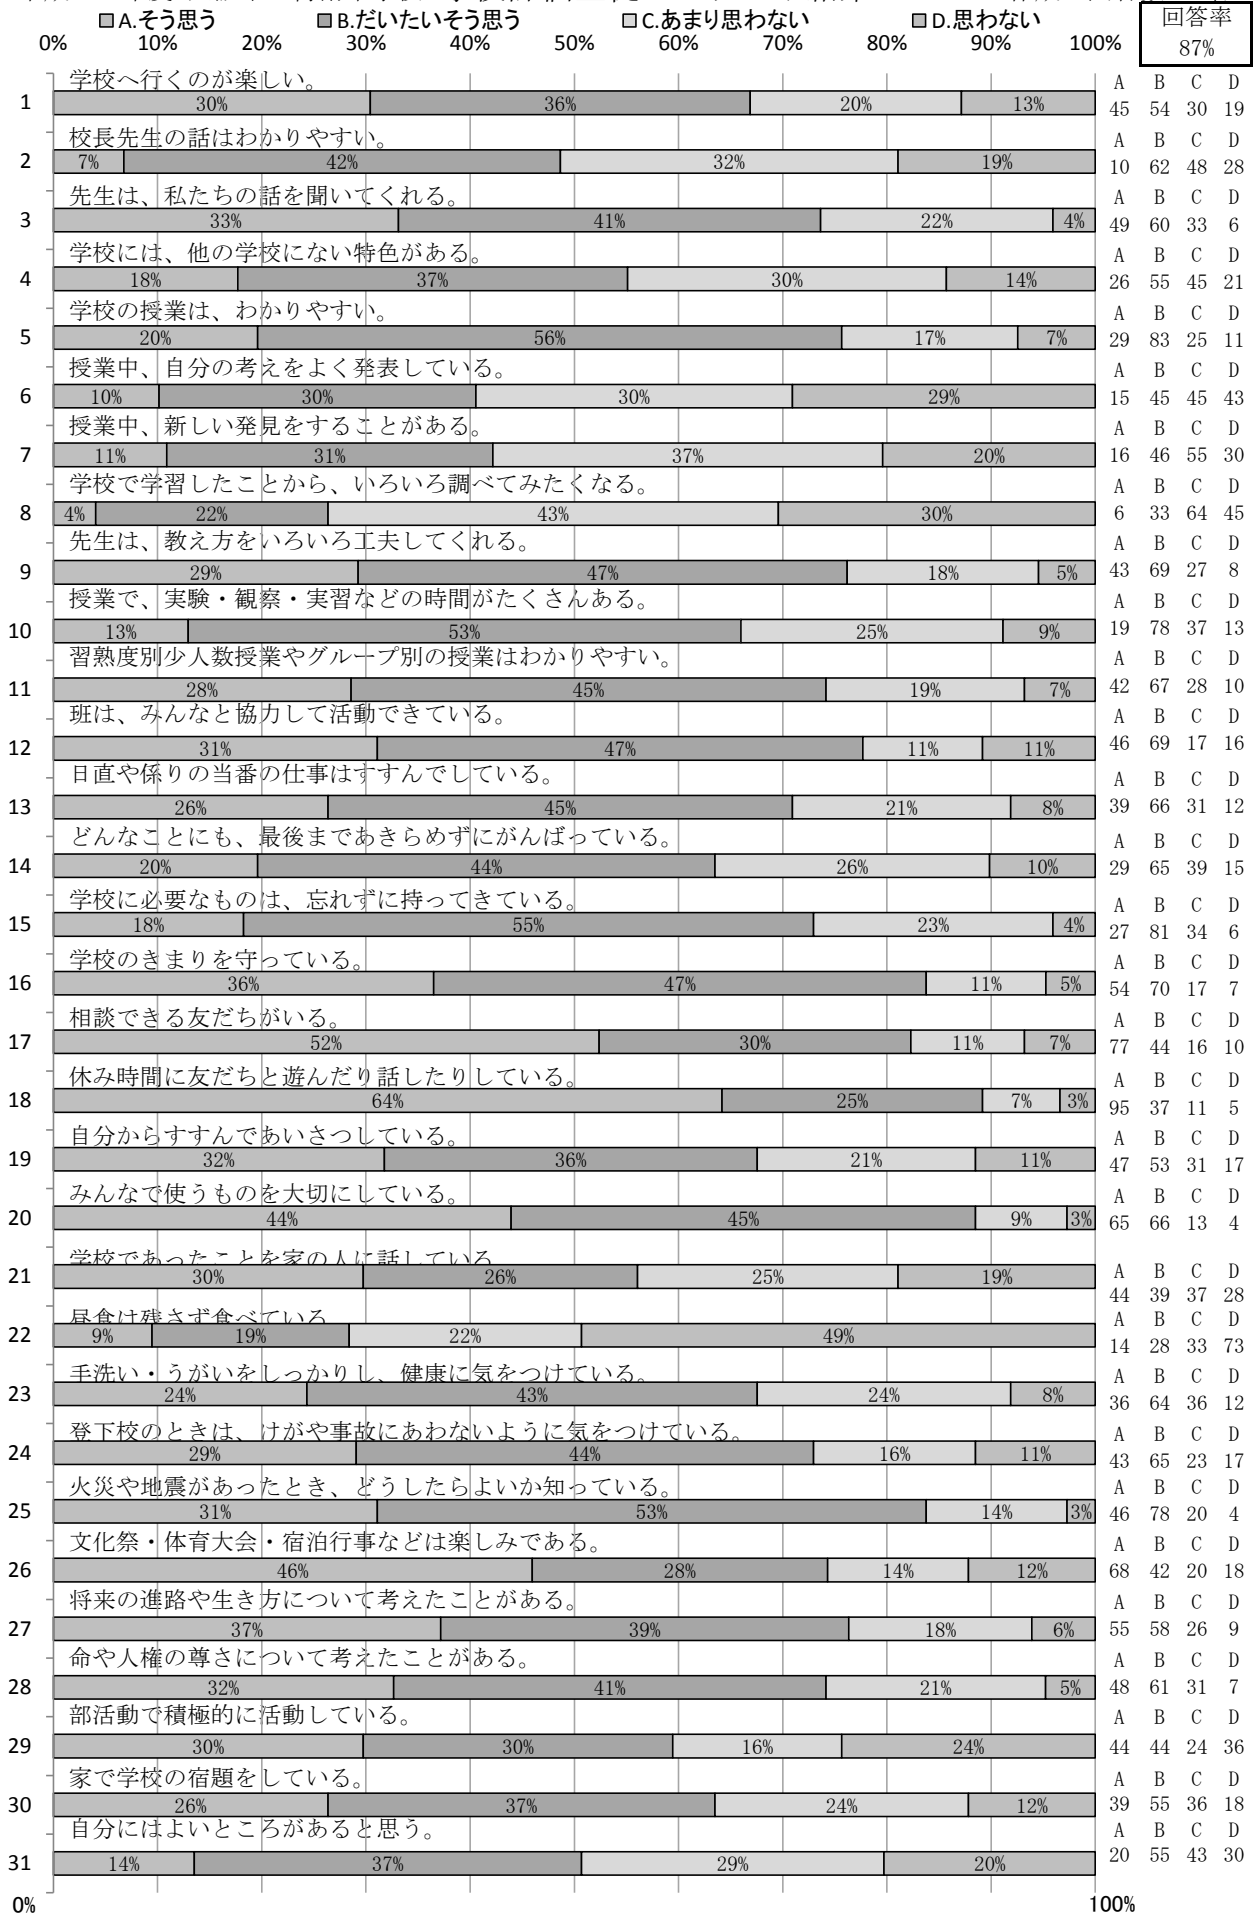 ■A.そう思う ■B.だいたいそう思う □C.あまり思わない ■D.思わない
回答率
87%
0% 10% 20% 30% 40% 50% 60% 70% 80% 90% 100%
学校へ行くのが楽しい。 A B C D
1 30% 36% 20% 13% 45 54 30 19
校長先生の話はわかりやすい。 A B C D
2 7% 42% 32% 19% 10 62 48 28
先生は、私たちの話を聞いてくれる。 A B C D
3 33% 41% 22% 4% 49 60 33 6
学校には、他の学校にない特色がある。 A B C D
4 18% 37% 30% 14% 26 55 45 21
学校の授業は、わかりやすい。 A B C D
5 20% 56% 17% 7% 29 83 25 11
授業中、自分の考えをよく発表している。 A B C D
6 10% 30% 30% 29% 15 45 45 43
授業中、新しい発見をすることがある。 A B C D
7 11% 31% 37% 20% 16 46 55 30
学校で学習したことから、いろいろ調べてみたくなる。 A B C D
8 4% 22% 43% 30% 6 33 64 45
先生は、教え方をいろいろ工夫してくれる。 A B C D
9 29% 47% 18% 5% 43 69 27 8
授業で、実験・観察・実習などの時間がたくさんある。 A B C D
10 13% 53% 25% 9% 19 78 37 13
習熟度別少人数授業やグループ別の授業はわかりやすい。 A B C D
11 28% 45% 19% 7% 42 67 28 10
班は、みんなと協力して活動できている。 A B C D
12 31% 47% 11% 11% 46 69 17 16
日直や係りの当番の仕事はすすんでしている。 A B C D
13 26% 45% 21% 8% 39 66 31 12
どんなことにも、最後まであきらめずにがんばっている。 A B C D
14 20% 44% 26% 10% 29 65 39 15
学校に必要なものは、忘れずに持ってきている。 A B C D
15 18% 55% 23% 4% 27 81 34 6
学校のきまりを守っている。 A B C D
16 36% 47% 11% 5% 54 70 17 7
相談できる友だちがいる。 A B C D
17 52% 30% 11% 7% 77 44 16 10
休み時間に友だちと遊んだり話したりしている。 A B C D
18 64% 25% 7% 3% 95 37 11 5
自分からすすんであいさつしている。 A B C D
19 32% 36% 21% 11% 47 53 31 17
みんなで使うものを大切にしている。 A B C D
20 44% 45% 9% 3% 65 66 13 4
学校であったことを家の人に話している
21 30% 26% 25% 19% A B C D
44 39 37 28
昼食は残さず食べている A B C D
22 9% 19% 22% 49% 14 28 33 73
手洗い・うがいをしっかりし、健康に気をつけている。 A B C D
23 24% 43% 24% 8% 36 64 36 12
登下校のときは、けがや事故にあわないように気をつけている。 A B C D
24 29% 44% 16% 11% 43 65 23 17
火災や地震があったとき、どうしたらよいか知っている。 A B C D
25 31% 53% 14% 3% 46 78 20 4
文化祭・体育大会・宿泊行事などは楽しみである。 A B C D
26 46% 28% 14% 12% 68 42 20 18
将来の進路や生き方について考えたことがある。 A B C D
27 37% 39% 18% 6% 55 58 26 9
命や人権の尊さについて考えたことがある。 A B C D
28 32% 41% 21% 5% 48 61 31 7
部活動で積極的に活動している。 A B C D
29 30% 30% 16% 24% 44 44 24 36
家で学校の宿題をしている。 A B C D
30 26% 37% 24% 12% 39 55 36 18
自分にはよいところがあると思う。 A B C D
31 14% 37% 29% 20% 20 55 43 30
0% 100%